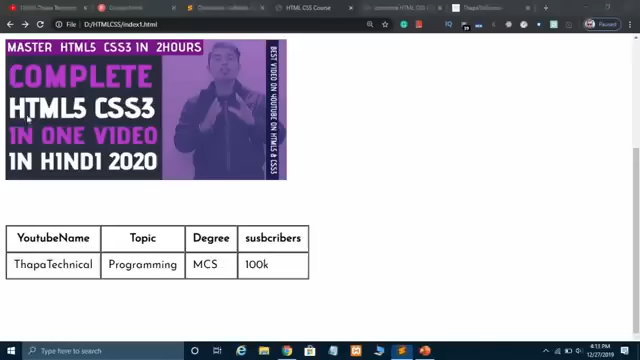 HTML CSS Course
File
D:/HTMLCSS/index1.html
Paused
MASTER HTML5 CSS3 IN 2HOURS
COMPLETE
HTML5 CSS3
IN ONE VIDEO
IN HINDI 2020
BEST VIDEO ON YOUTUBE ON HTML5 & CSS3
YoutubeName Topic Degree susbcribers
ThapaTechnical Programming MCS 100k
Type here to search
4:13 PM
12/27/2019